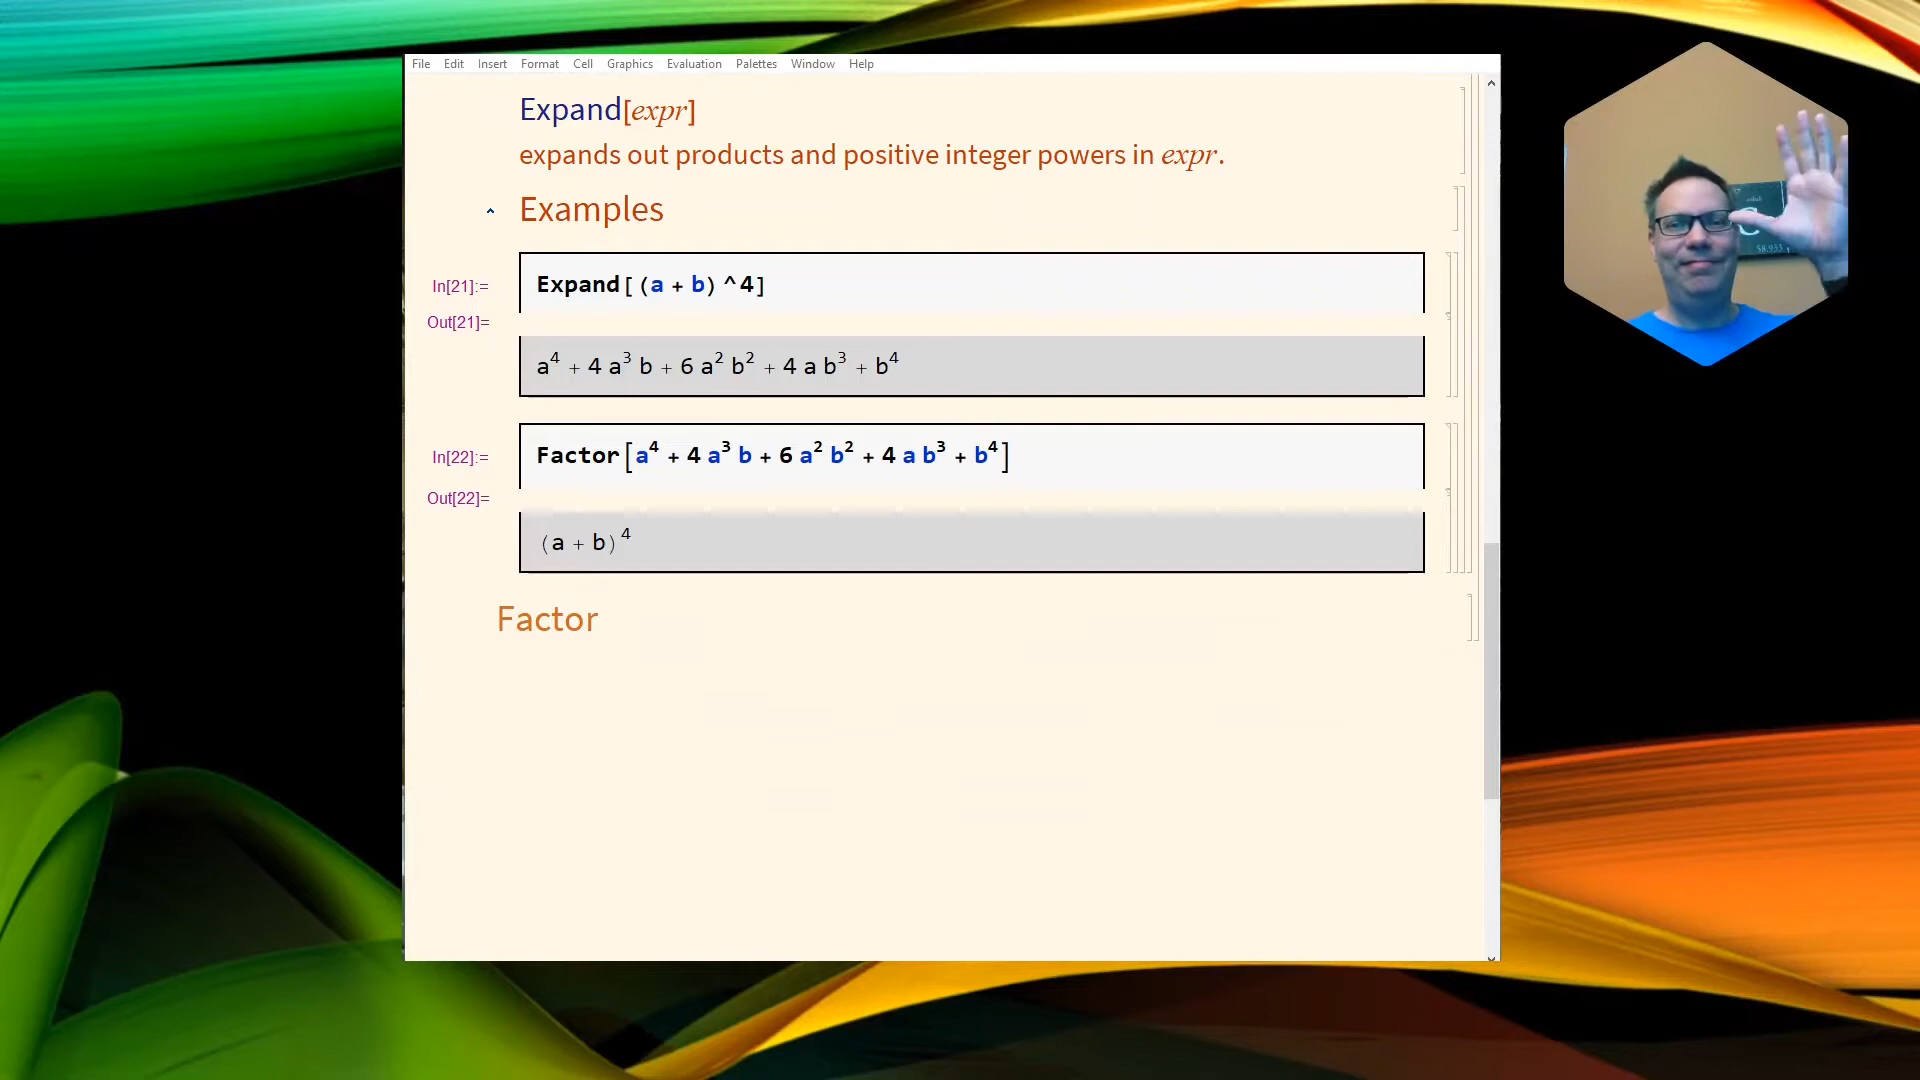 File Edit Insert Format Cell Graphics Evaluation Palettes Window Help
Expand[expr]
expands out products and positive integer powers in expr.
Examples
In[21]:= Expand[(a + b)^4]
Out[21]=
a⁴ + 4 a³ b + 6 a² b² + 4 a b³ + b⁴
In[22]:= Factor[a⁴ + 4 a³ b + 6 a² b² + 4 a b³ + b⁴]
Out[22]=
(a + b)⁴
Factor
58.933